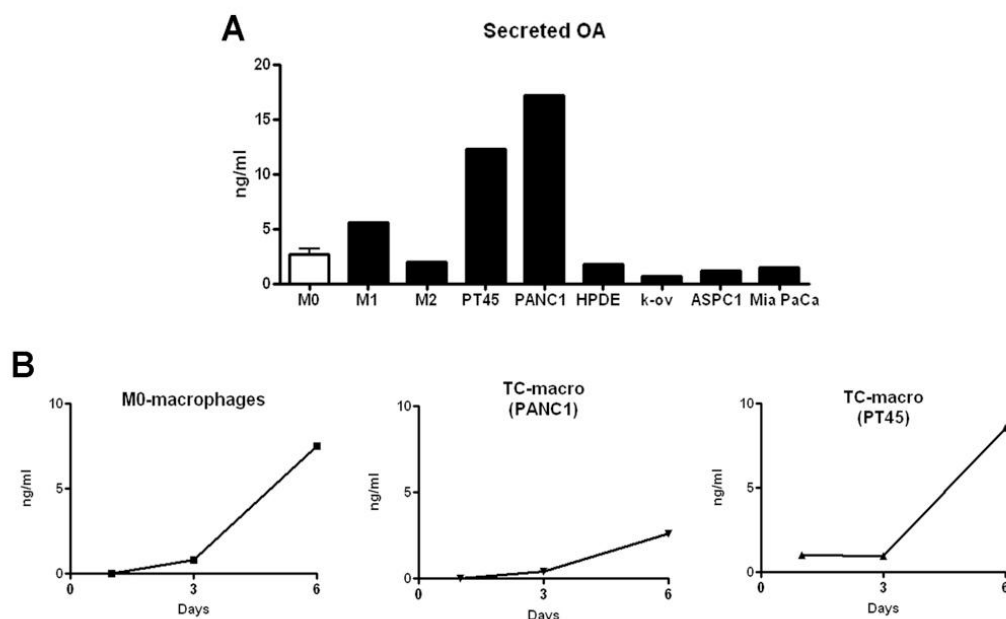 A
Secreted OA
20
15
10
5
0
ng/ml
M0 M1 M2 PT45 PANC1 HPDE k-ov ASPC1 Mia PaCa
B
M0-macrophages
10
5
0
ng/ml
0 3 6
Days
TC-macro
(PANC1)
10
5
0
ng/ml
0 3 6
Days
TC-macro
(PT45)
10
5
0
ng/ml
0 3 6
Days